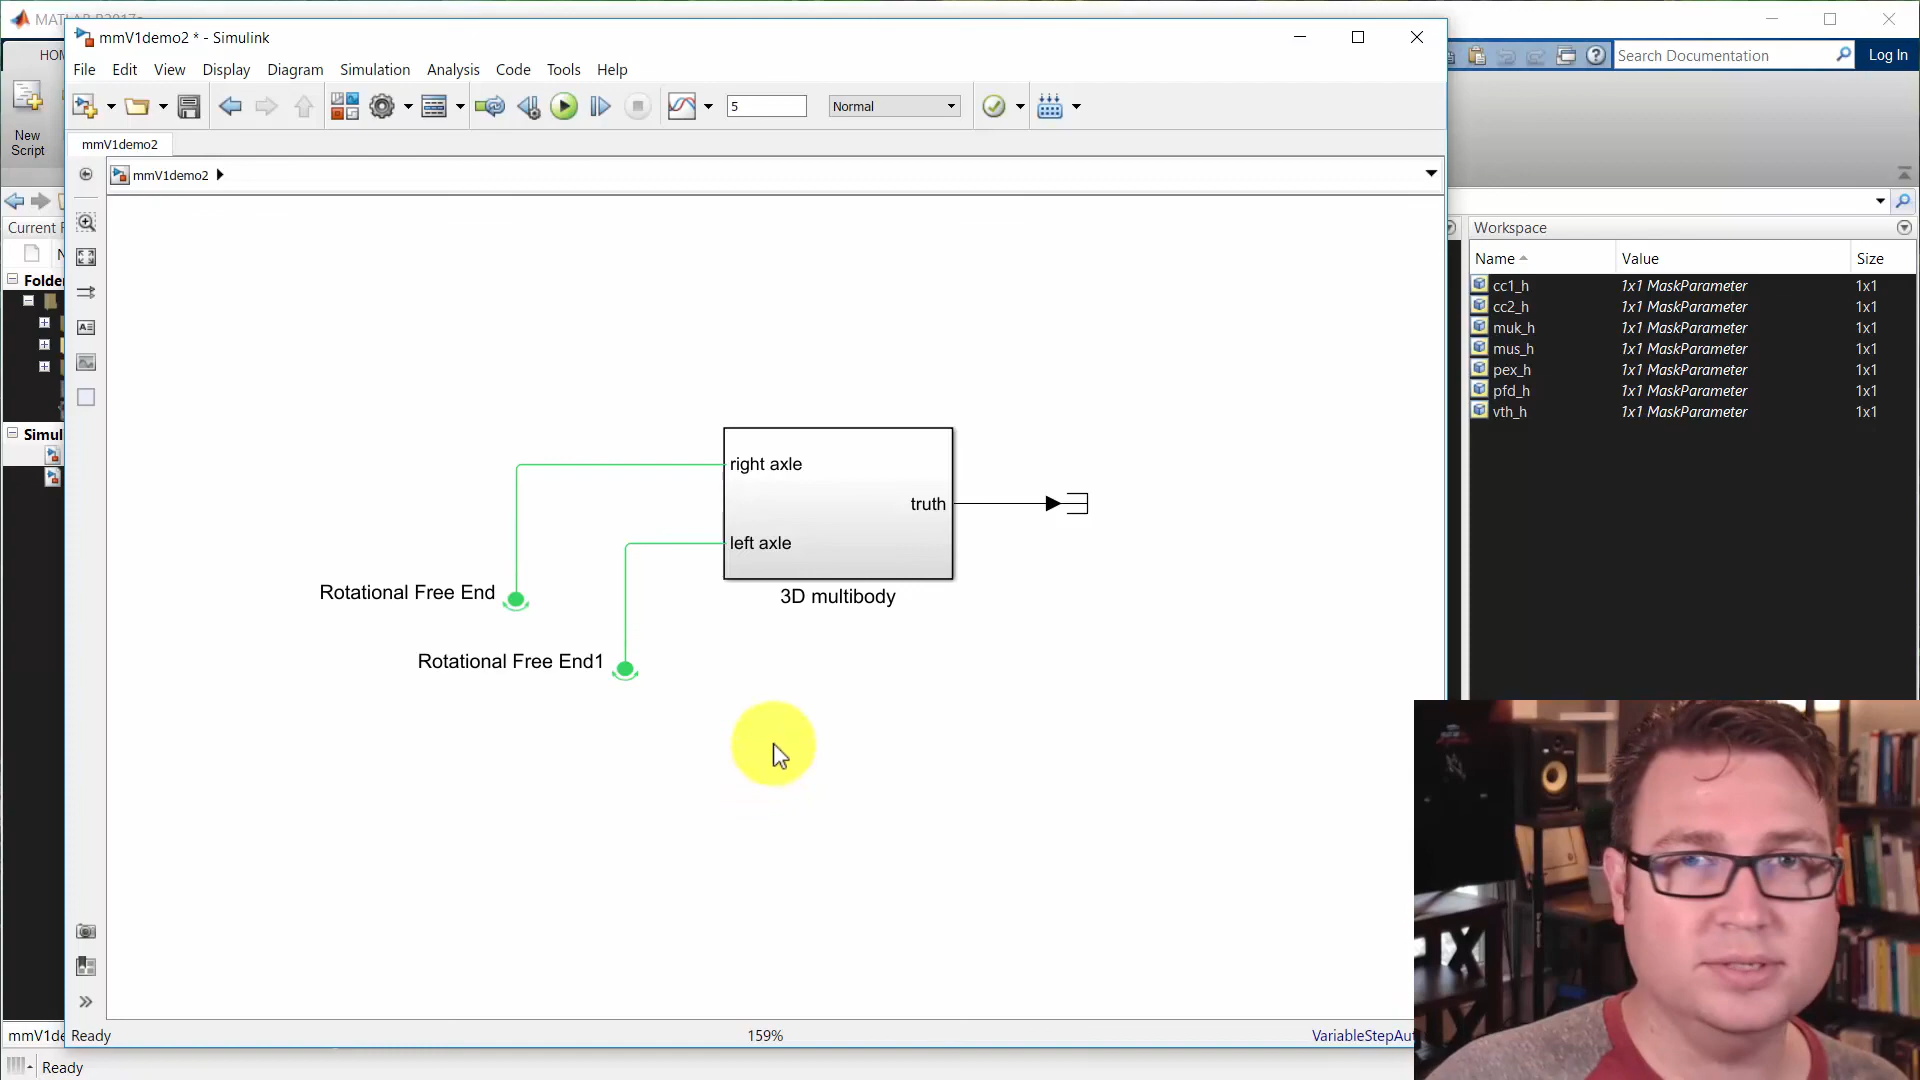 mmV1demo2 * - Simulink
File Edit View Display Diagram Simulation Analysis Code Tools Help
5
Normal
Search Documentation
Log In
New
Script
mmV1demo2
mmV1demo2
Workspace
Name Value Size
cc1_h 1x1 MaskParameter 1x1
cc2_h 1x1 MaskParameter 1x1
muk_h 1x1 MaskParameter 1x1
mus_h 1x1 MaskParameter 1x1
pex_h 1x1 MaskParameter 1x1
pfd_h 1x1 MaskParameter 1x1
vth_h 1x1 MaskParameter 1x1
right axle
truth
left axle
3D multibody
Rotational Free End
Rotational Free End1
Ready
159%
VariableStepAut
Ready